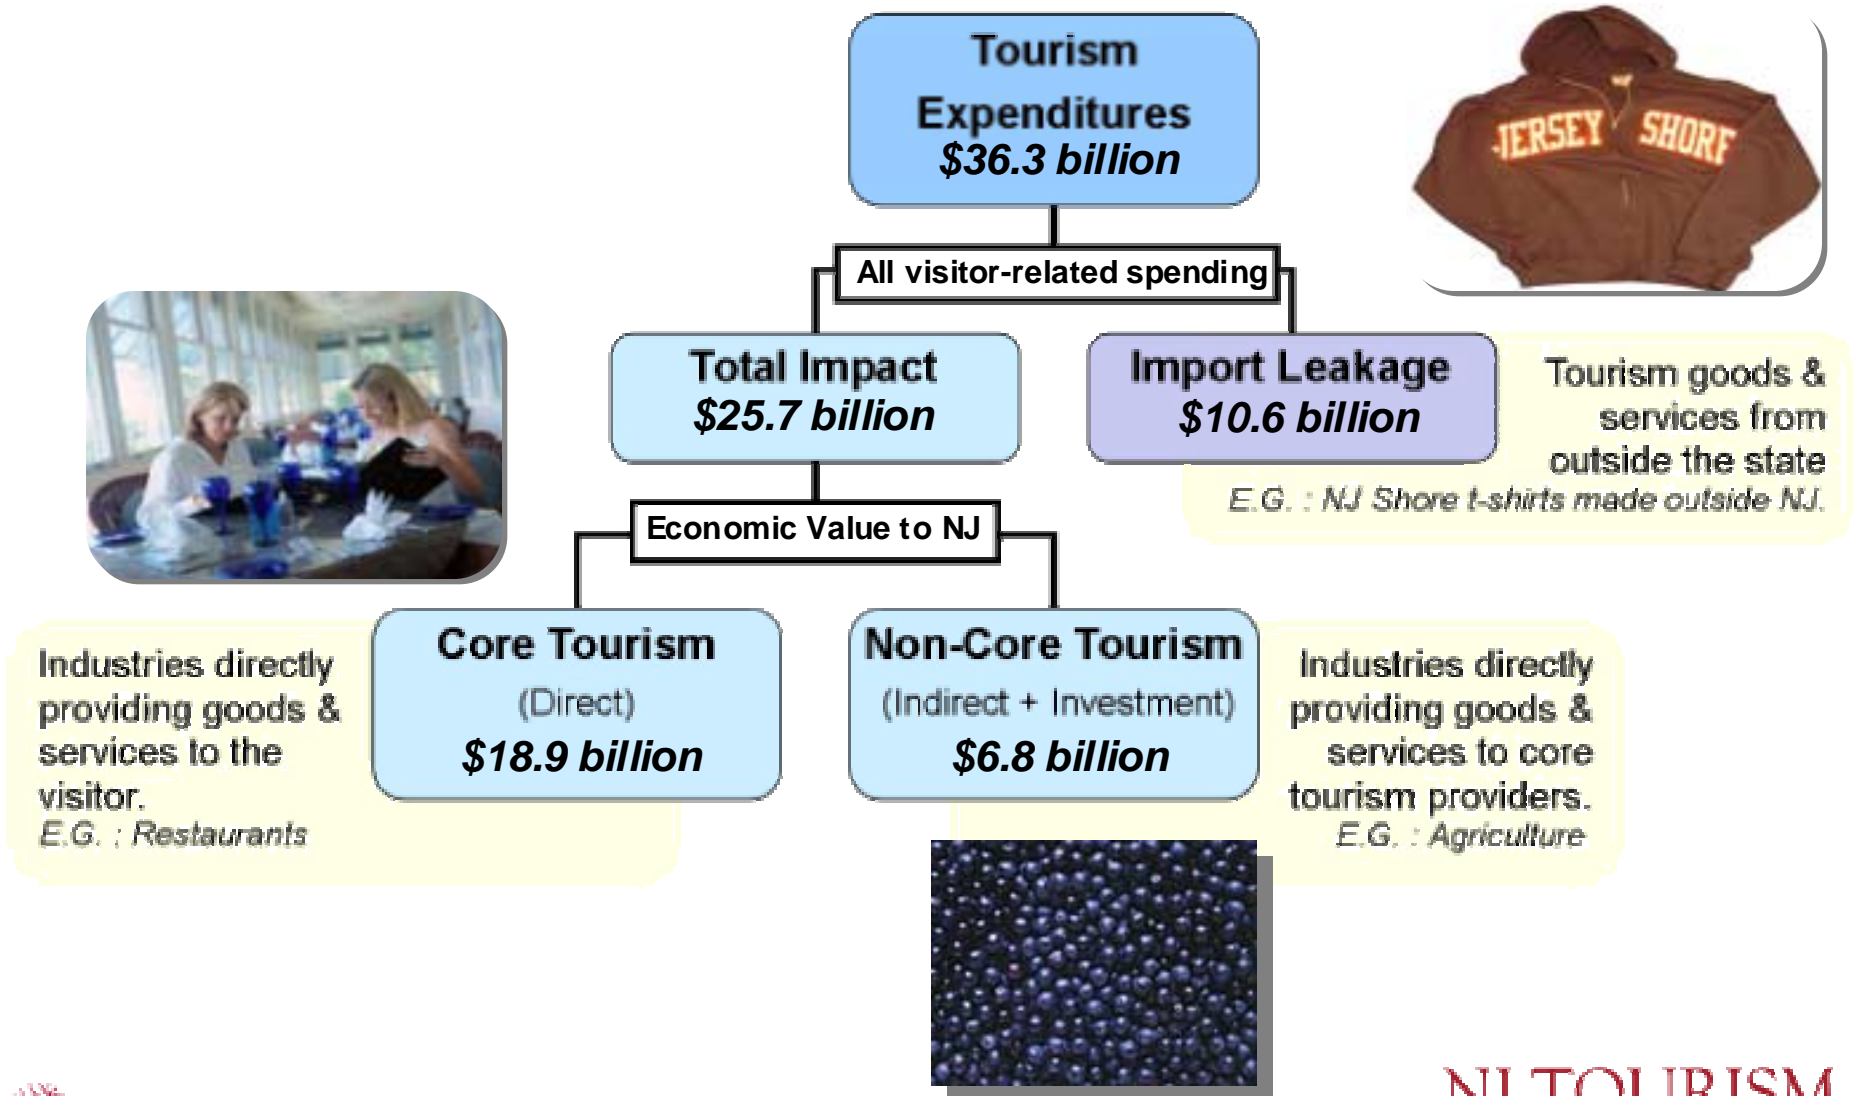 Tourism
Expenditures
$36.3 billion
JERSEY SHORE
All visitor-related spending
Total Impact
$25.7 billion
Import Leakage
$10.6 billion
Tourism goods &
services from
outside the state
E.G. : NJ Shore t-shirts made outside NJ.
Economic Value to NJ
Industries directly
providing goods &
services to the
visitor.
E.G. : Restaurants
Core Tourism
(Direct)
$18.9 billion
Non-Core Tourism
(Indirect + Investment)
$6.8 billion
Industries directly
providing goods &
services to core
tourism providers.
E.G. : Agriculture
NJ TOURISM